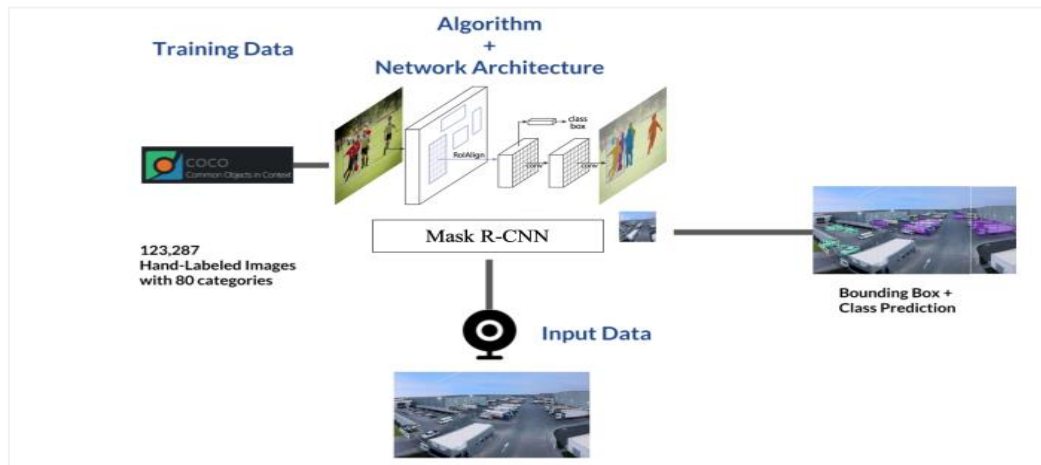 Training Data
Algorithm
+
Network Architecture
class
box
RoIAlign
conv
conv
COCO
Common Objects in Context
123,287
Hand-Labeled Images
with 80 categories
Mask R-CNN
Bounding Box +
Class Prediction
Input Data